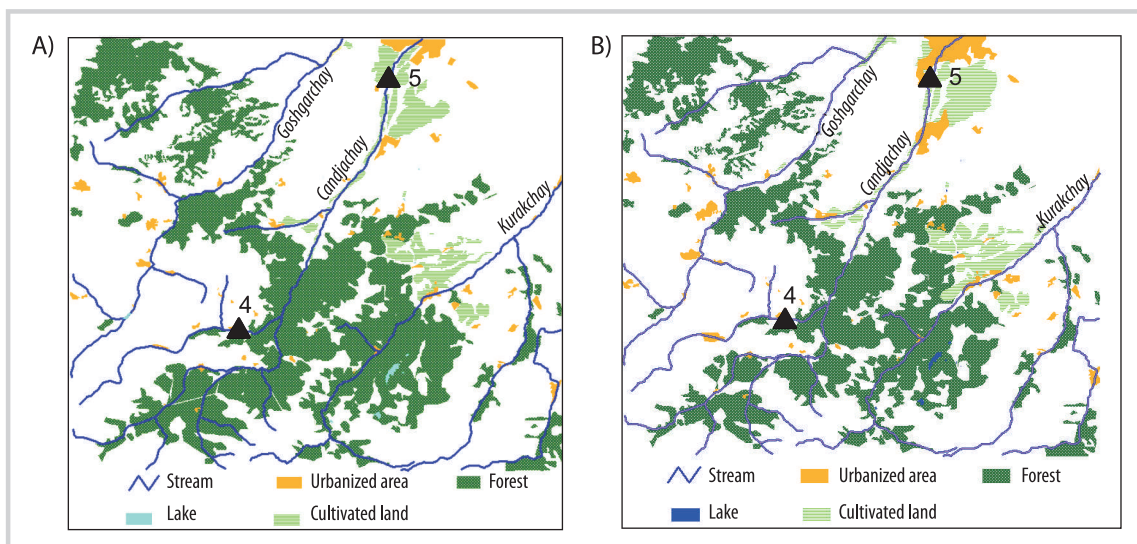 A)
Goshgarchay
Candjachay
Kurakchay
5
4
Stream
Urbanized area
Forest
Lake
Cultivated land
B)
Goshgarchay
Candjachay
Kurakchay
5
4
Stream
Urbanized area
Forest
Lake
Cultivated land